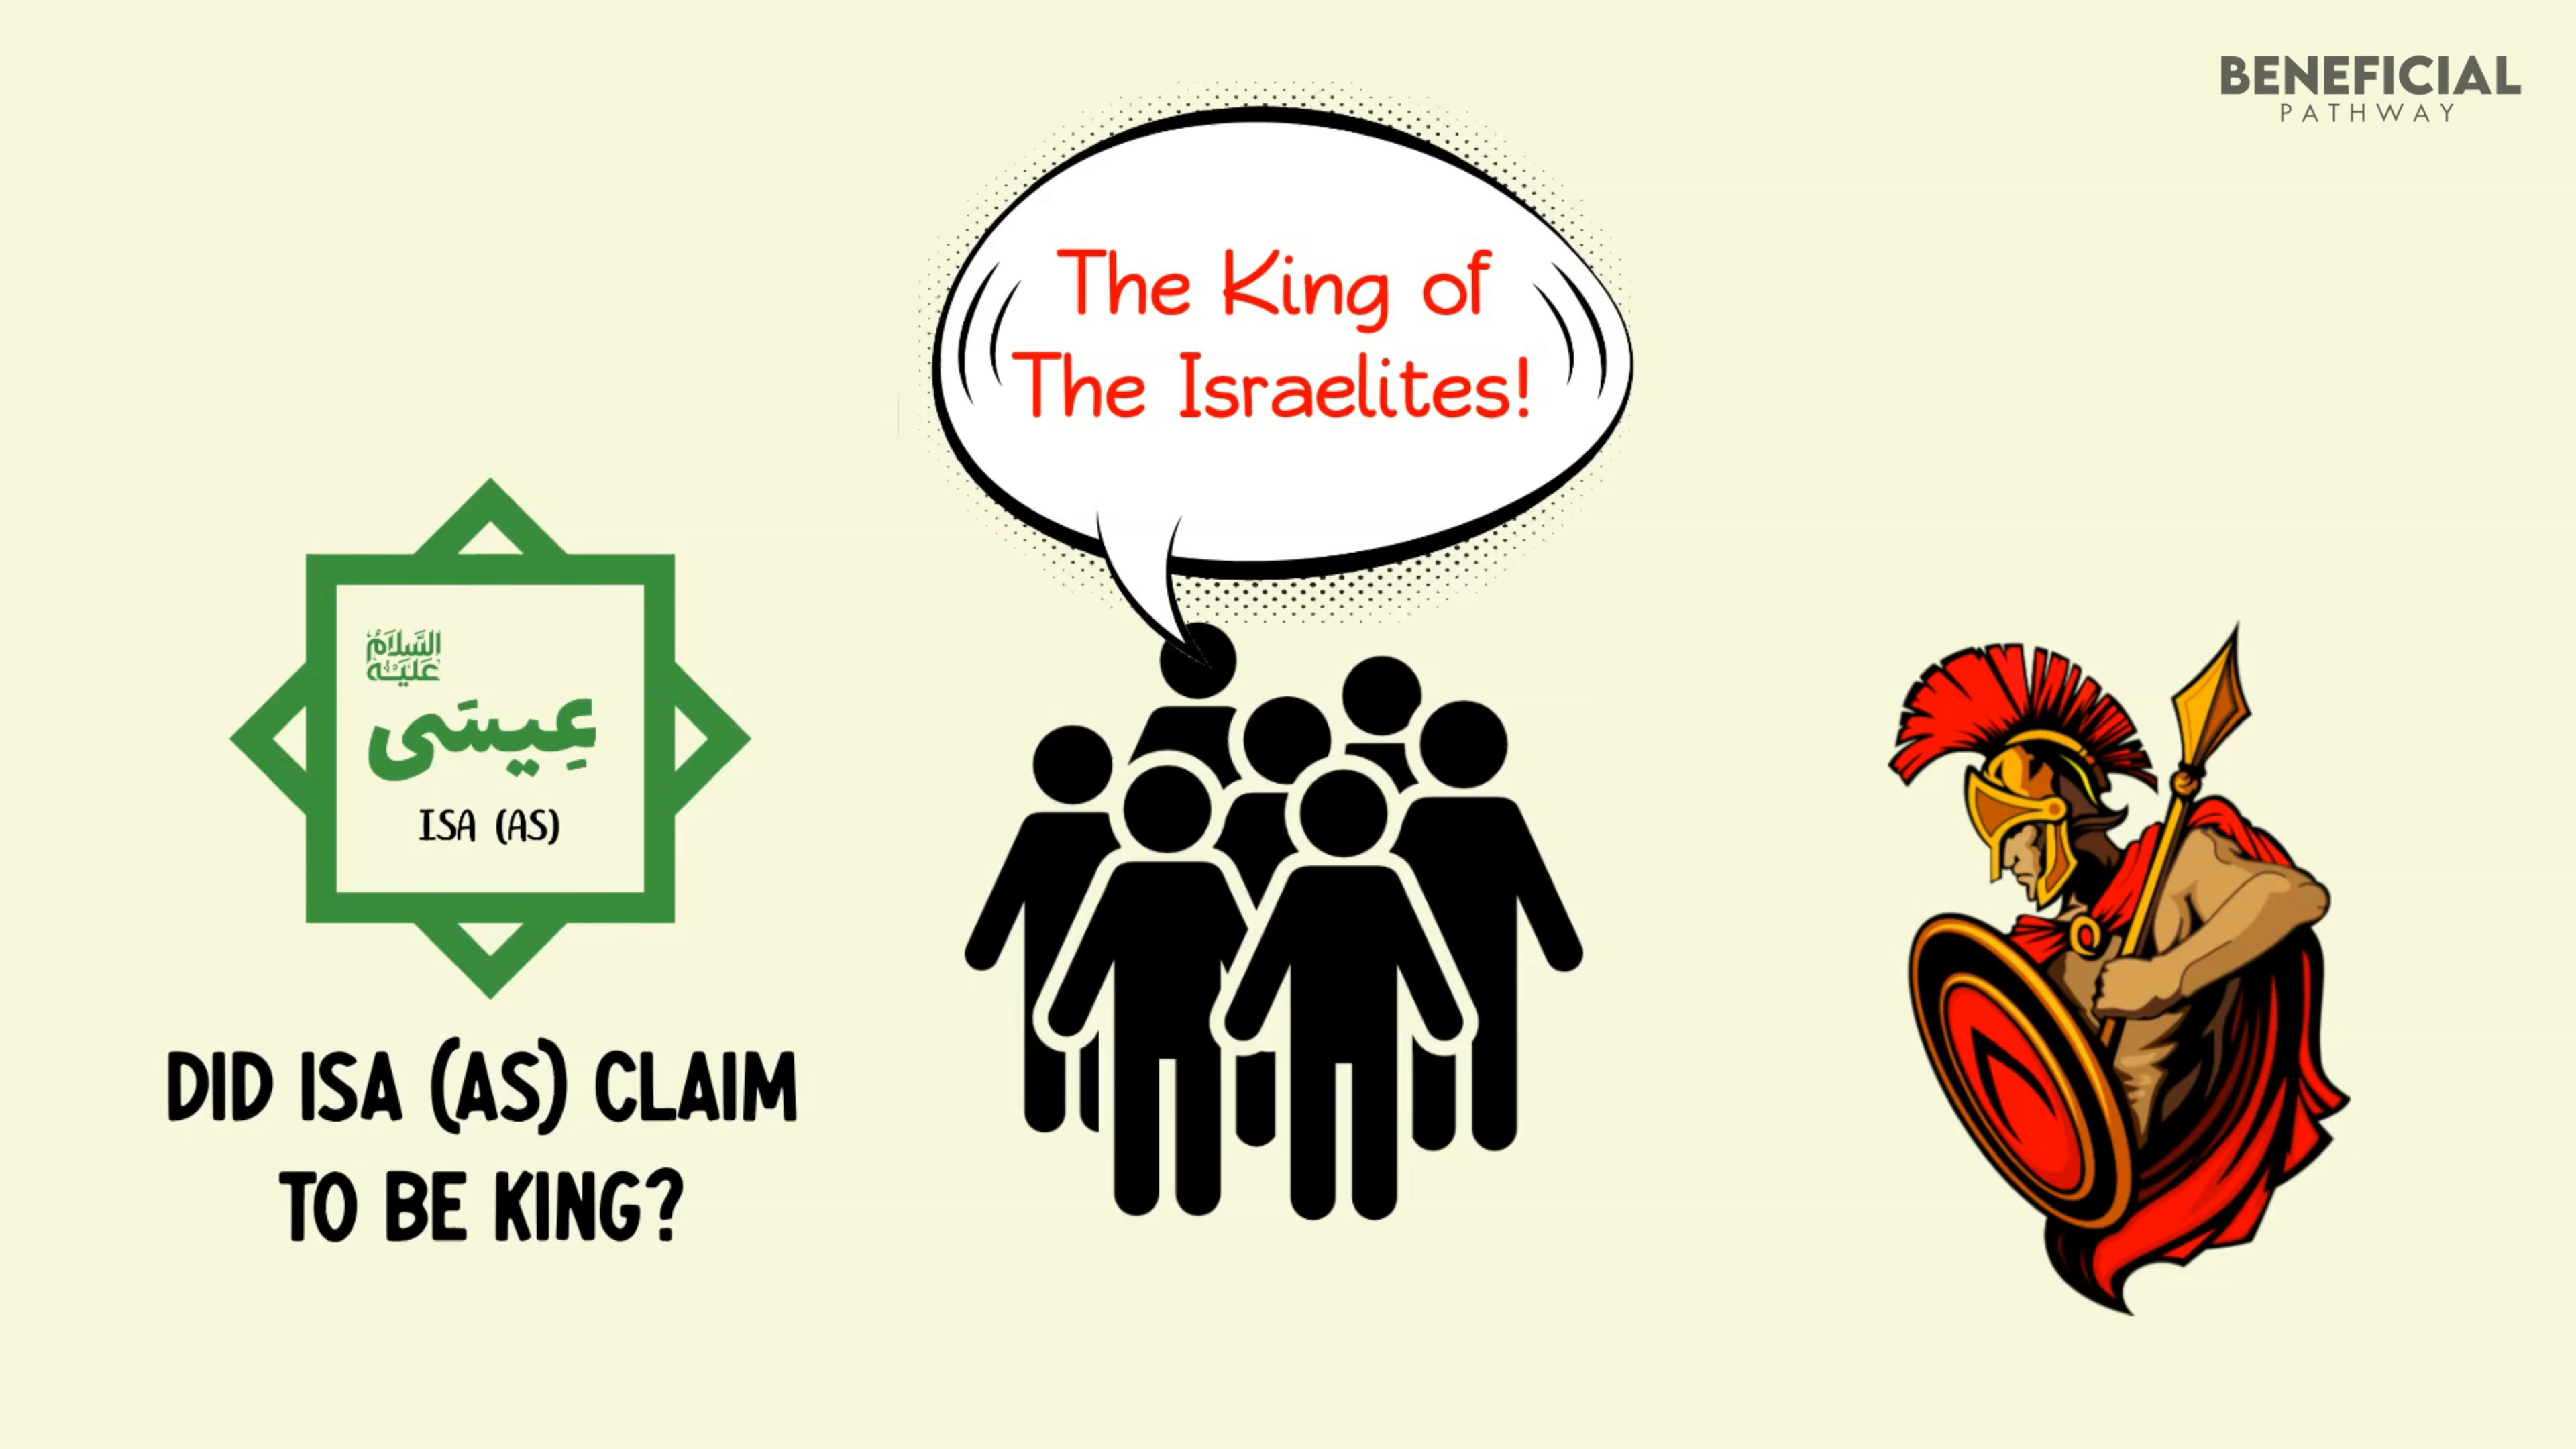 BENEFICIAL
PATHWAY
The King of
The Israelites!
السَّلَامُ
عَلَيْهِ
عِيسَى
ISA (AS)
DID ISA (AS) CLAIM
TO BE KING?